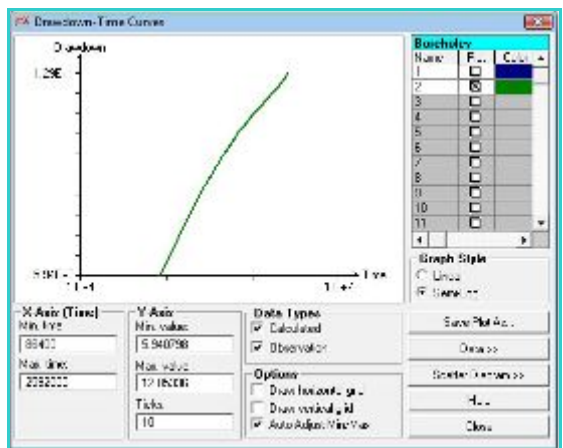 Drawdown-Time Curves
Drawdown
Boreholes
Name
Color
1
2
3
4
5
6
7
8
9
10
11
Time
Graph Style
Linear
X-Axis (Time)
Min. time:
86400
Max. time:
Y-Axis
Min. value:
5.940798
Max. value:
Ticks:
10
Data Types
Calculated
Observation
Options
Draw horizontal grid
Draw vertical grid
Auto Adjust Min/Max
Save Plot As...
Data >>
Scatter Diagram >>
Help
Close